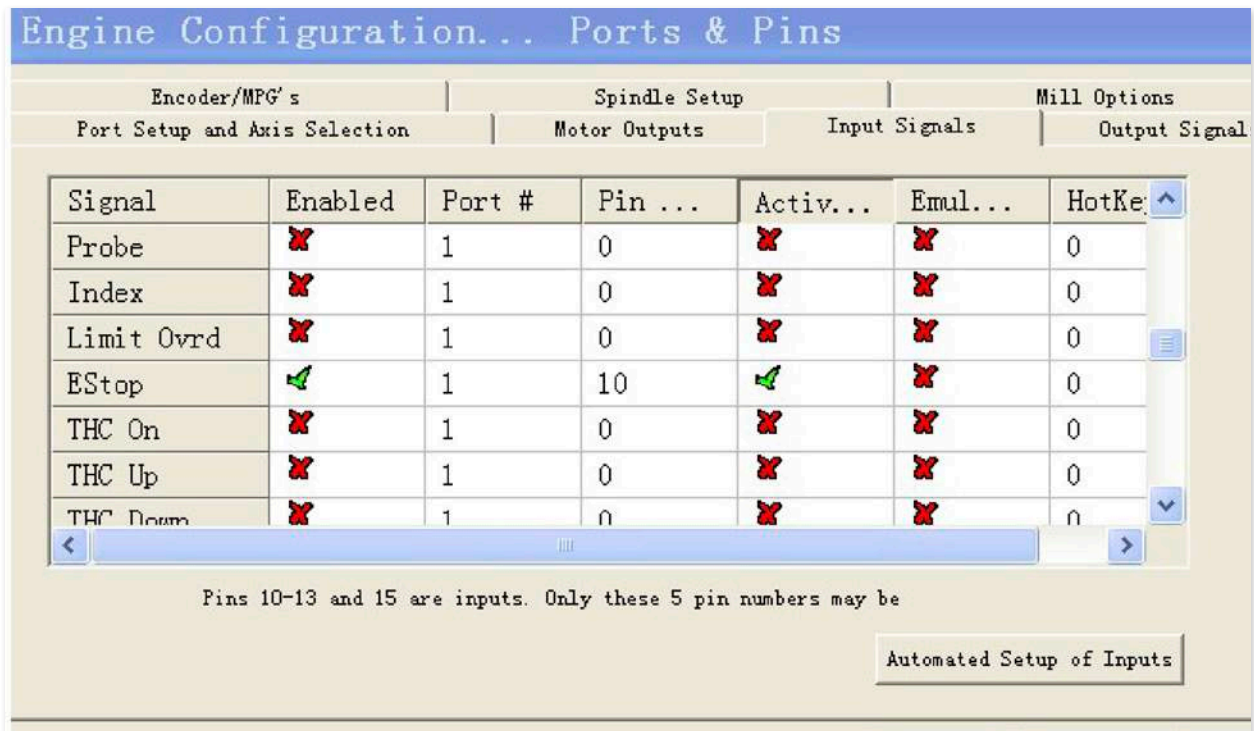 Engine Configuration... Ports & Pins
Encoder/MPG's Spindle Setup Mill Options
Port Setup and Axis Selection Motor Outputs Input Signals Output Signal
Signal Enabled Port # Pin ... Activ... Emul... HotKe
Probe 1 0 0
Index 1 0 0
Limit Ovrd 1 0 0
EStop 1 10 0
THC On 1 0 0
THC Up 1 0 0
THC Down 1 0 0
Pins 10-13 and 15 are inputs. Only these 5 pin numbers may be
Automated Setup of Inputs